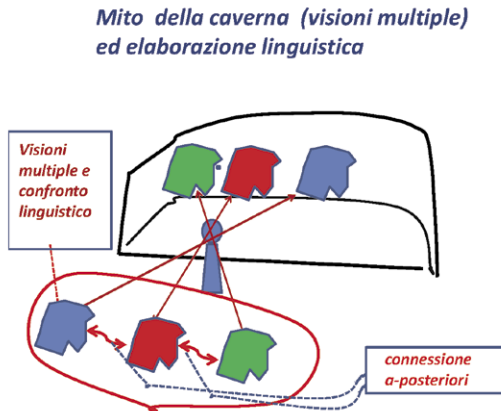 Mito della caverna (visioni multiple)
ed elaborazione linguistica
Visioni
multiple e
confronto
linguistico
connessione
a-posteriori